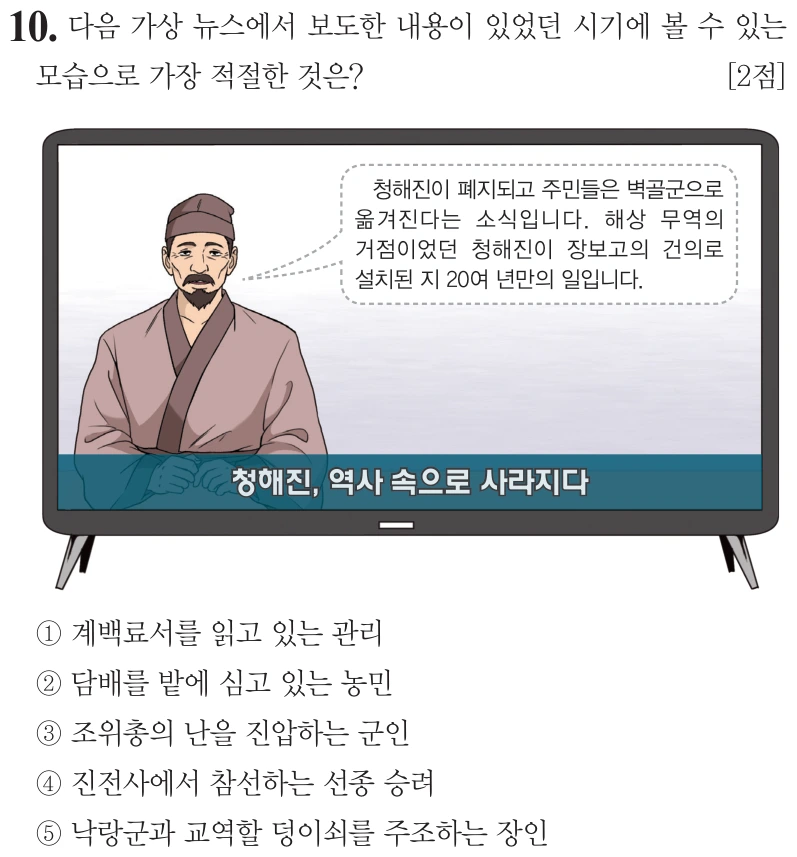 10. 다음 가상 뉴스에서 보도한 내용이 있었던 시기에 볼 수 있는
모습으로 가장 적절한 것은? [2점]
청해진이 폐지되고 주민들은 벽골군으로
옮겨진다는 소식입니다. 해상 무역의
거점이었던 청해진이 장보고의 건의로
설치된 지 20여 년만의 일입니다.
청해진, 역사 속으로 사라지다
① 계백료서를 읽고 있는 관리
② 담배를 밭에 심고 있는 농민
③ 조위총의 난을 진압하는 군인
④ 진전사에서 참선하는 선종 승려
⑤ 낙랑군과 교역할 덩이쇠를 주조하는 장인